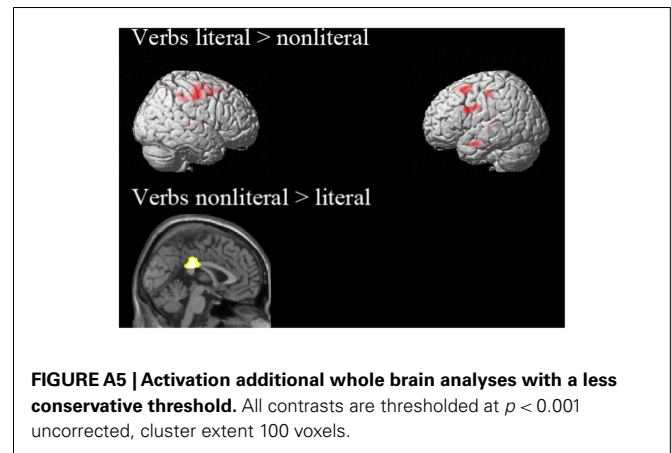 Verbs literal > nonliteral
Verbs nonliteral > literal
FIGURE A5 | Activation additional whole brain analyses with a less
conservative threshold. All contrasts are thresholded at p < 0.001
uncorrected, cluster extent 100 voxels.